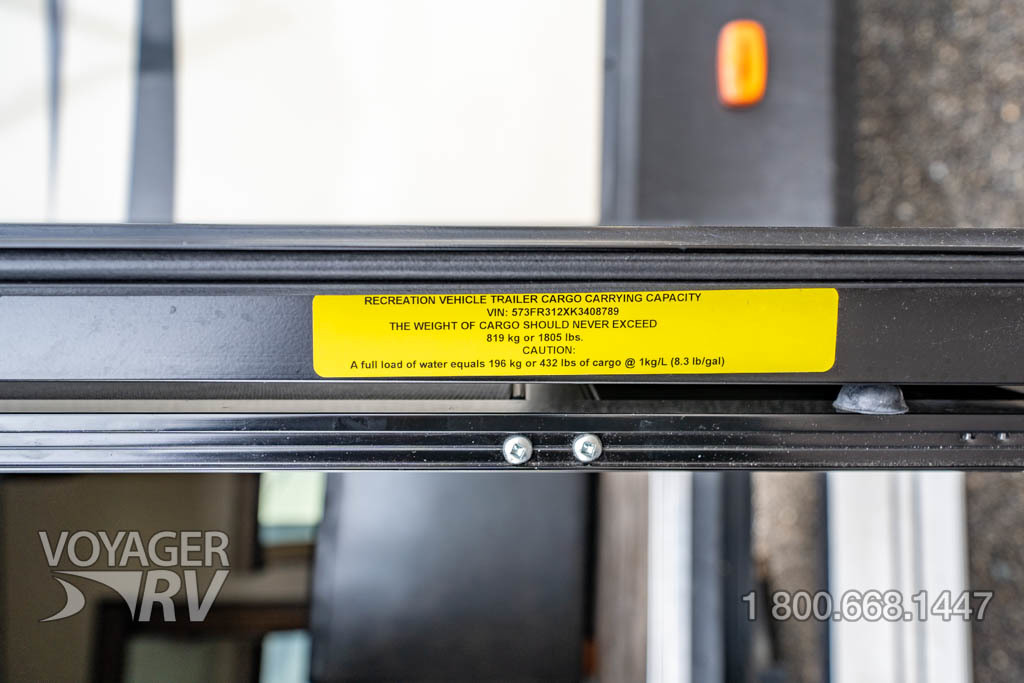 RECREATION VEHICLE TRAILER CARGO CARRYING CAPACITY
VIN: 573FR312XK3408789
THE WEIGHT OF CARGO SHOULD NEVER EXCEED
819 kg or 1805 lbs.
CAUTION:
A full load of water equals 196 kg or 432 lbs of cargo @ 1kg/L (8.3 lb/gal)
VOYAGER
RV
1 800.668.1447